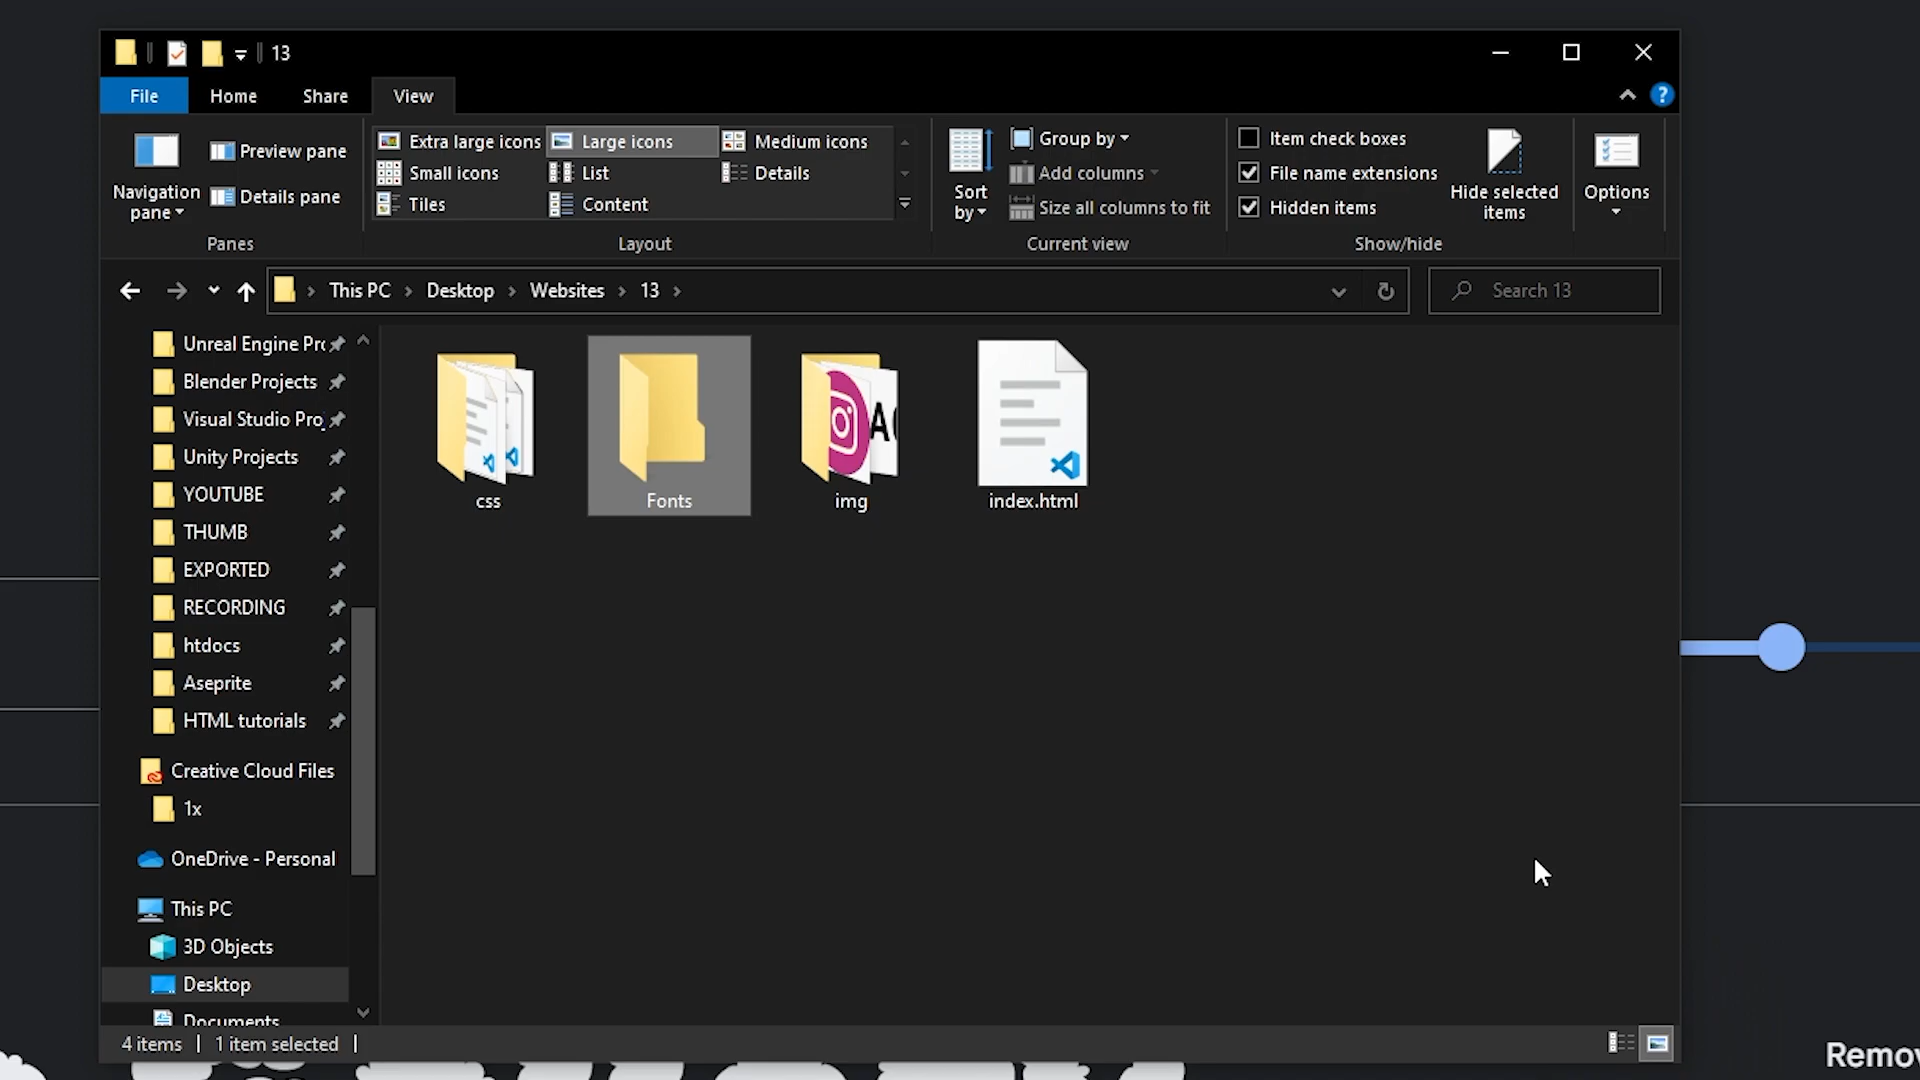 13
File Home Share View
Navigation pane
Preview pane
Details pane
Panes
Extra large icons Large icons Medium icons
Small icons List Details
Tiles Content
Layout
Sort by
Group by
Add columns
Size all columns to fit
Current view
Item check boxes
File name extensions
Hidden items
Hide selected items
Show/hide
Options
This PC Desktop Websites 13
Search 13
Unreal Engine Pr
Blender Projects
Visual Studio Pro
Unity Projects
YOUTUBE
THUMB
EXPORTED
RECORDING
htdocs
Aseprite
HTML tutorials
Creative Cloud Files
1x
OneDrive - Personal
This PC
3D Objects
Desktop
Documents
css Fonts img index.html
4 items 1 item selected
Remov